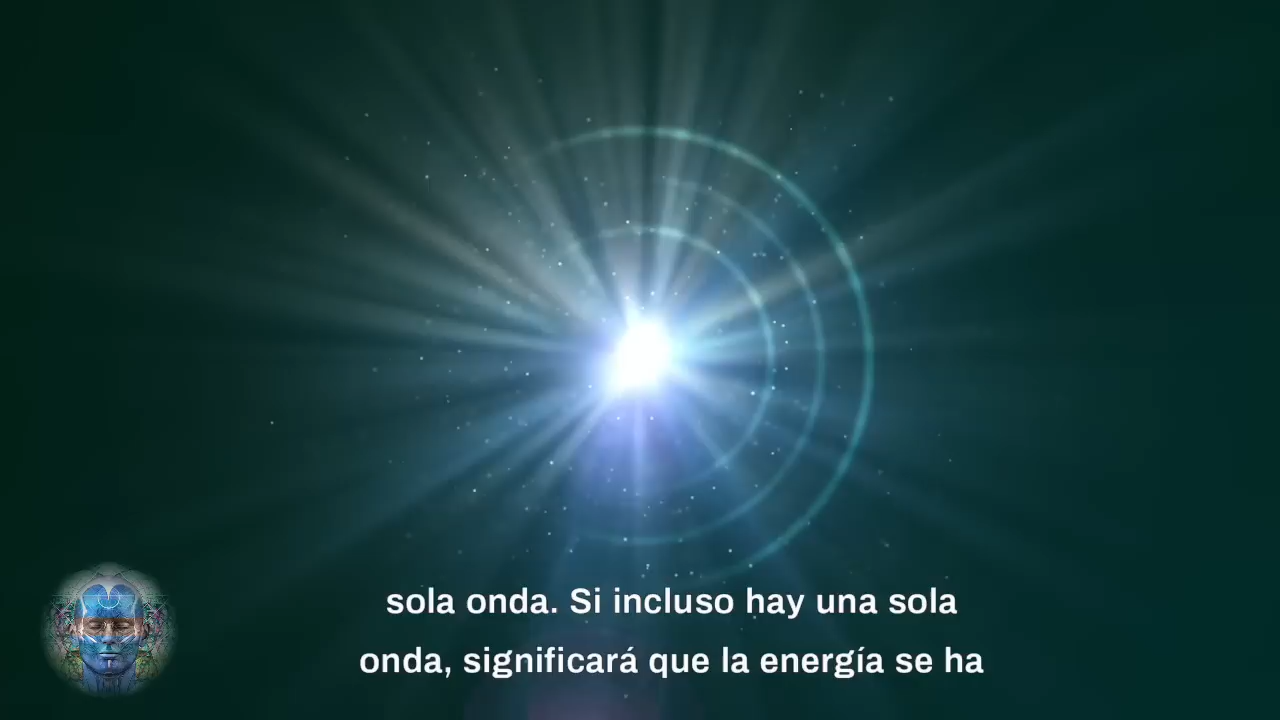 sola onda. Si incluso hay una sola
onda, significará que la energía se ha